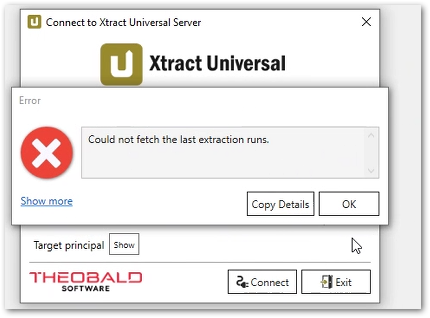 Connect to Xtract Universal Server
Xtract Universal
Error
Could not fetch the last extraction runs.
Show more
Copy Details
OK
Target principal
Show
THEOBALD
SOFTWARE
Connect
Exit